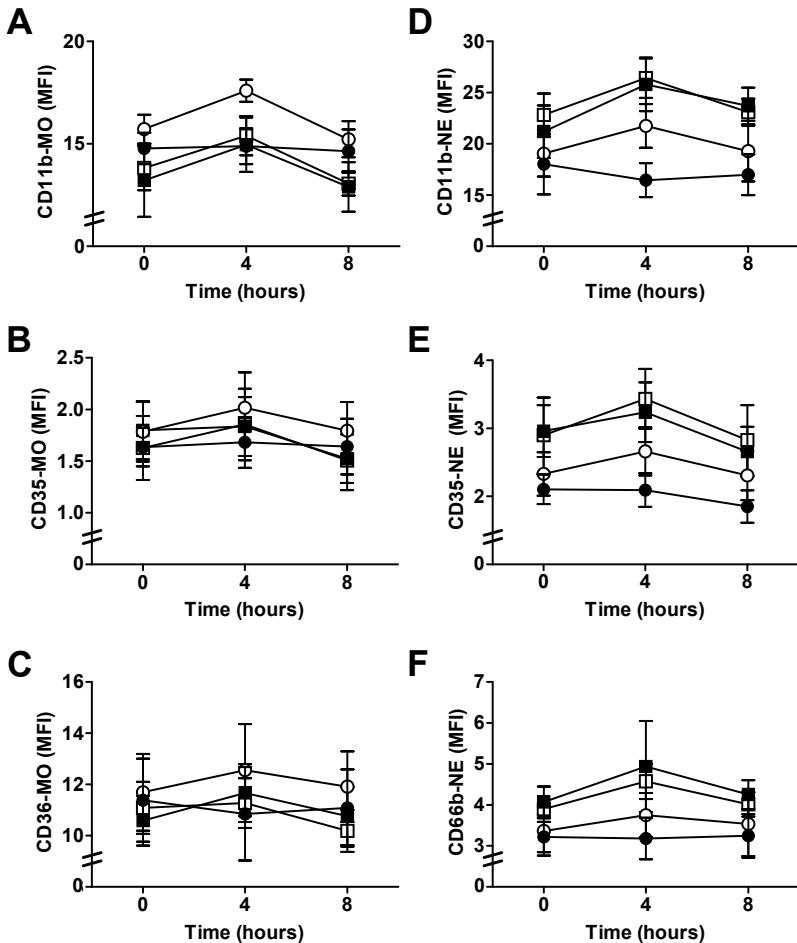 A
CD11b-MO (MFI)
20
15
0
0 4 8
Time (hours)
D
CD11b-NE (MFI)
30
25
20
15
0
0 4 8
Time (hours)
B
CD35-MO (MFI)
2.5
2.0
1.5
1.0
0
0 4 8
Time (hours)
E
CD35-NE (MFI)
4
3
2
0
0 4 8
Time (hours)
C
CD36-MO (MFI)
16
14
12
10
0
0 4 8
Time (hours)
F
CD66b-NE (MFI)
7
6
5
4
3
0
0 4 8
Time (hours)